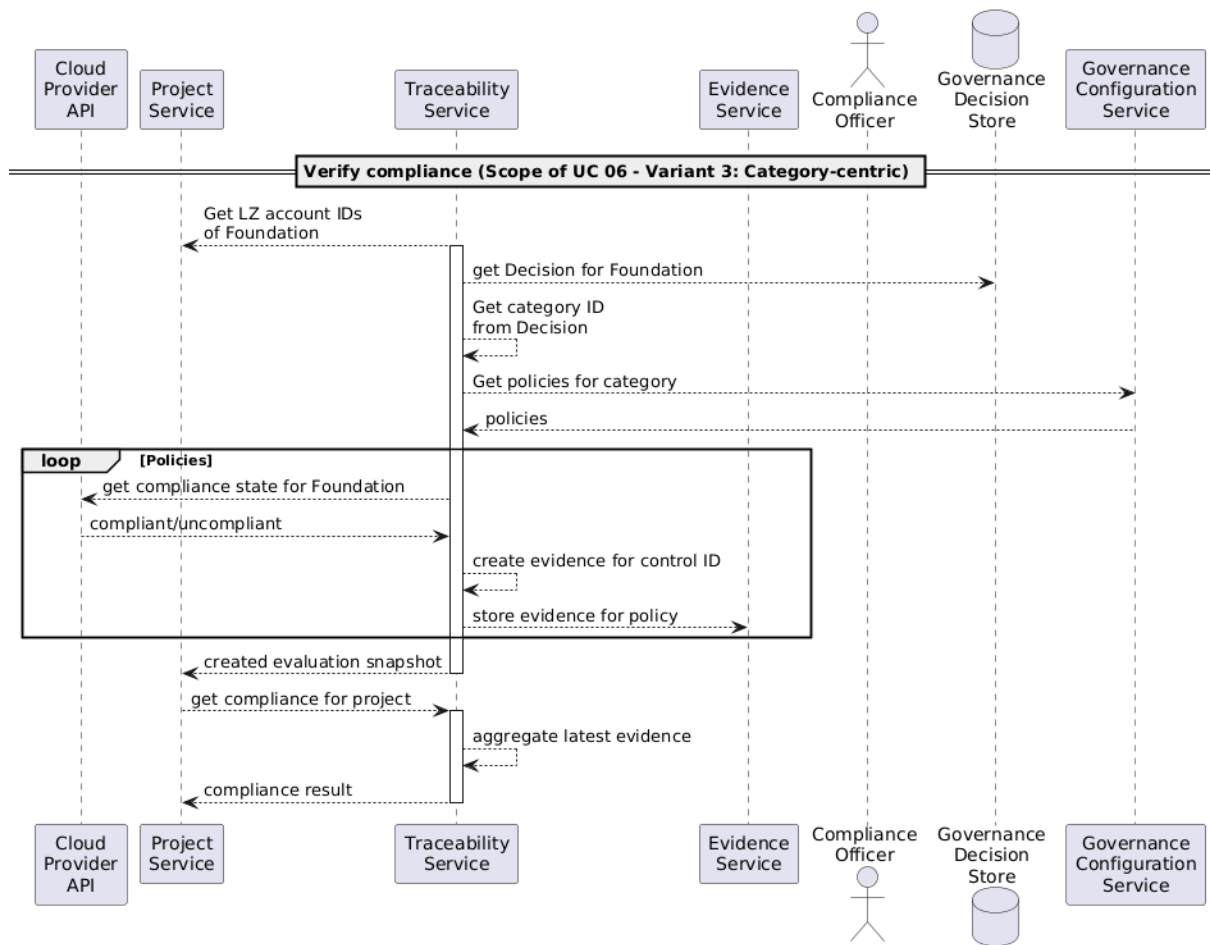 Cloud
Provider
API
Project
Service
Traceability
Service
Evidence
Service
Compliance
Officer
Governance
Decision
Store
Governance
Configuration
Service
Verify compliance (Scope of UC 06 - Variant 3: Category-centric)
Get LZ account IDs
of Foundation
get Decision for Foundation
Get category ID
from Decision
Get policies for category
policies
loop [Policies]
get compliance state for Foundation
compliant/uncompliant
create evidence for control ID
store evidence for policy
created evaluation snapshot
get compliance for project
aggregate latest evidence
compliance result
Cloud
Provider
API
Project
Service
Traceability
Service
Evidence
Service
Compliance
Officer
Governance
Decision
Store
Governance
Configuration
Service